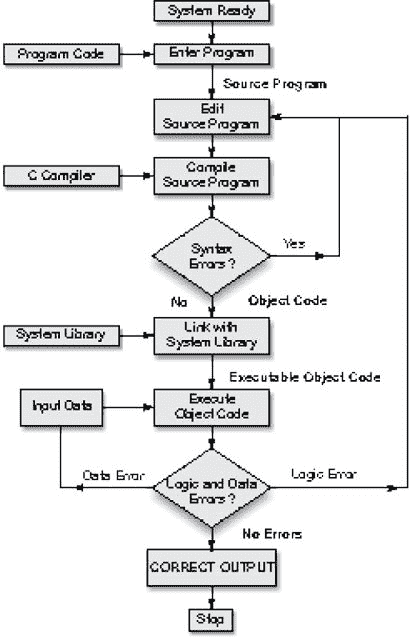 System Ready
Program Code
Enter Program
Source Program
Edit
Source Program
C Compiler
Compile
Source Program
Syntax
Errors ?
Yes
No
Object Code
System Library
Link with
System Library
Executable Object Code
Input Data
Execute
Object Code
Data Error
Logic and Data
Errors ?
Logic Error
No Errors
CORRECT OUTPUT
Stop